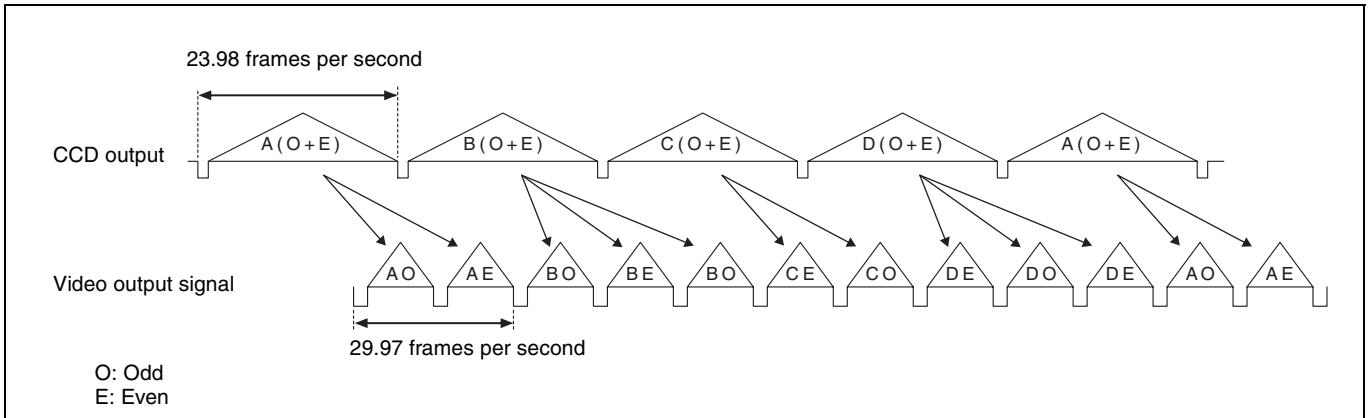 23.98 frames per second
CCD output
A(O+E) B(O+E) C(O+E) D(O+E) A(O+E)
Video output signal
AO AE BO BE BO CE CO DE DO DE AO AE
29.97 frames per second
O: Odd
E: Even